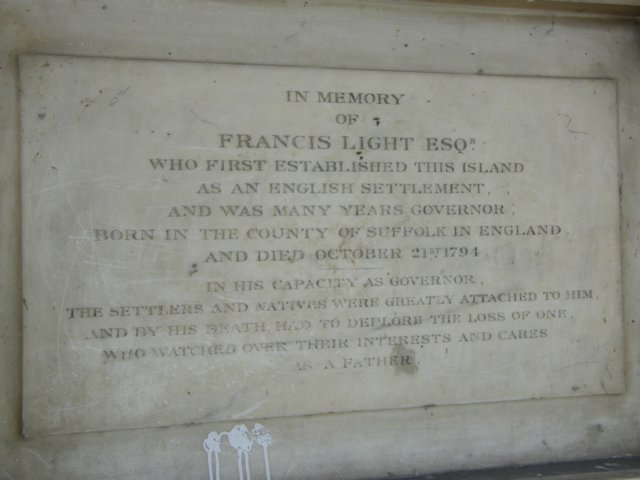 IN MEMORY
OF
FRANCIS LIGHT ESQR
WHO FIRST ESTABLISHED THIS ISLAND
AS AN ENGLISH SETTLEMENT,
AND WAS MANY YEARS GOVERNOR;
BORN IN THE COUNTY OF SUFFOLK IN ENGLAND,
AND DIED OCTOBER 21ST 1794.
IN HIS CAPACITY AS GOVERNOR,
THE SETTLERS AND NATIVES WERE GREATLY ATTACHED TO HIM,
AND BY HIS DEATH, HAD TO DEPLORE THE LOSS OF ONE,
WHO WATCHED OVER THEIR INTERESTS AND CARES
AS A FATHER.